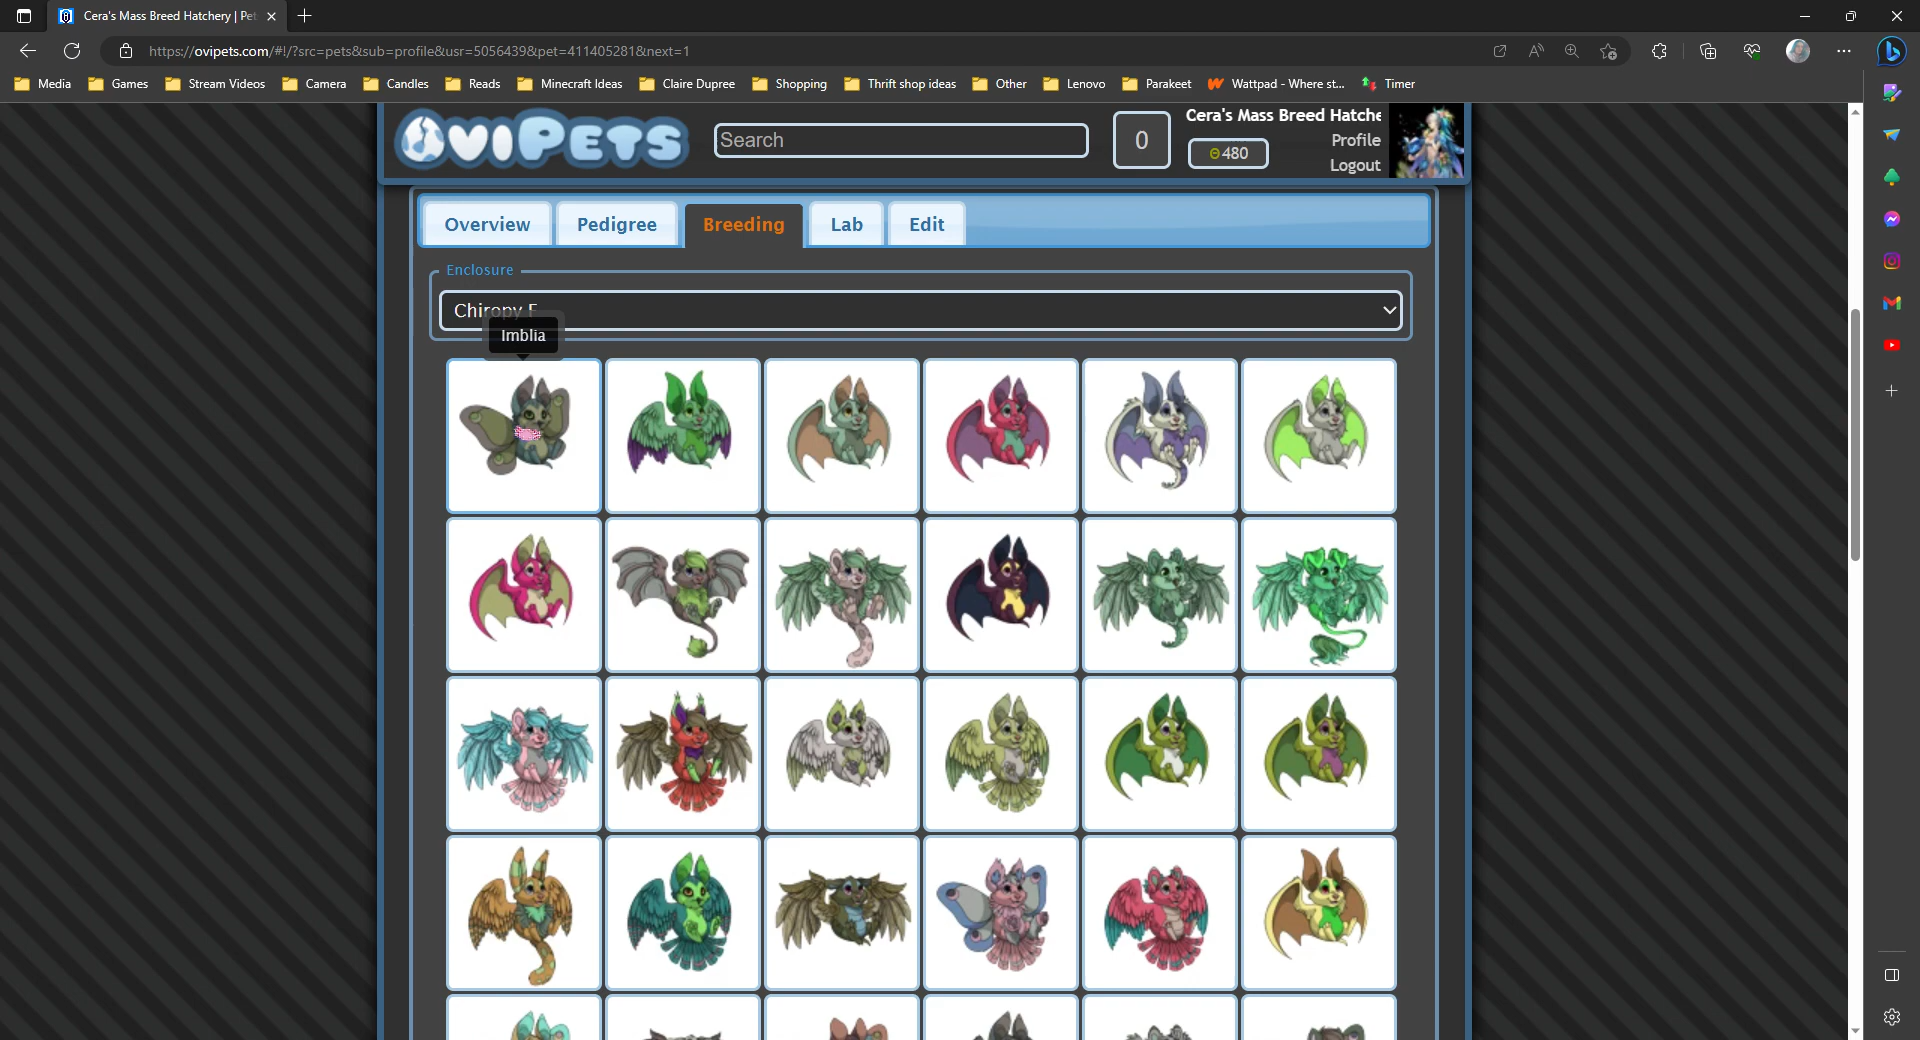 Cera's Mass Breed Hatchery | Pet
https://ovipets.com/#!/?src=pets&sub=profile&usr=5056439&pet=411405281&next=1
Media Games Stream Videos Camera Candles Reads Minecraft Ideas Claire Dupree Shopping Thrift shop ideas Other Lenovo Parakeet Wattpad - Where st... Timer
OviPets
Search
0
Cera's Mass Breed Hatche
480
Profile
Logout
Overview Pedigree Breeding Lab Edit
Enclosure
Chiropy F
Imblia